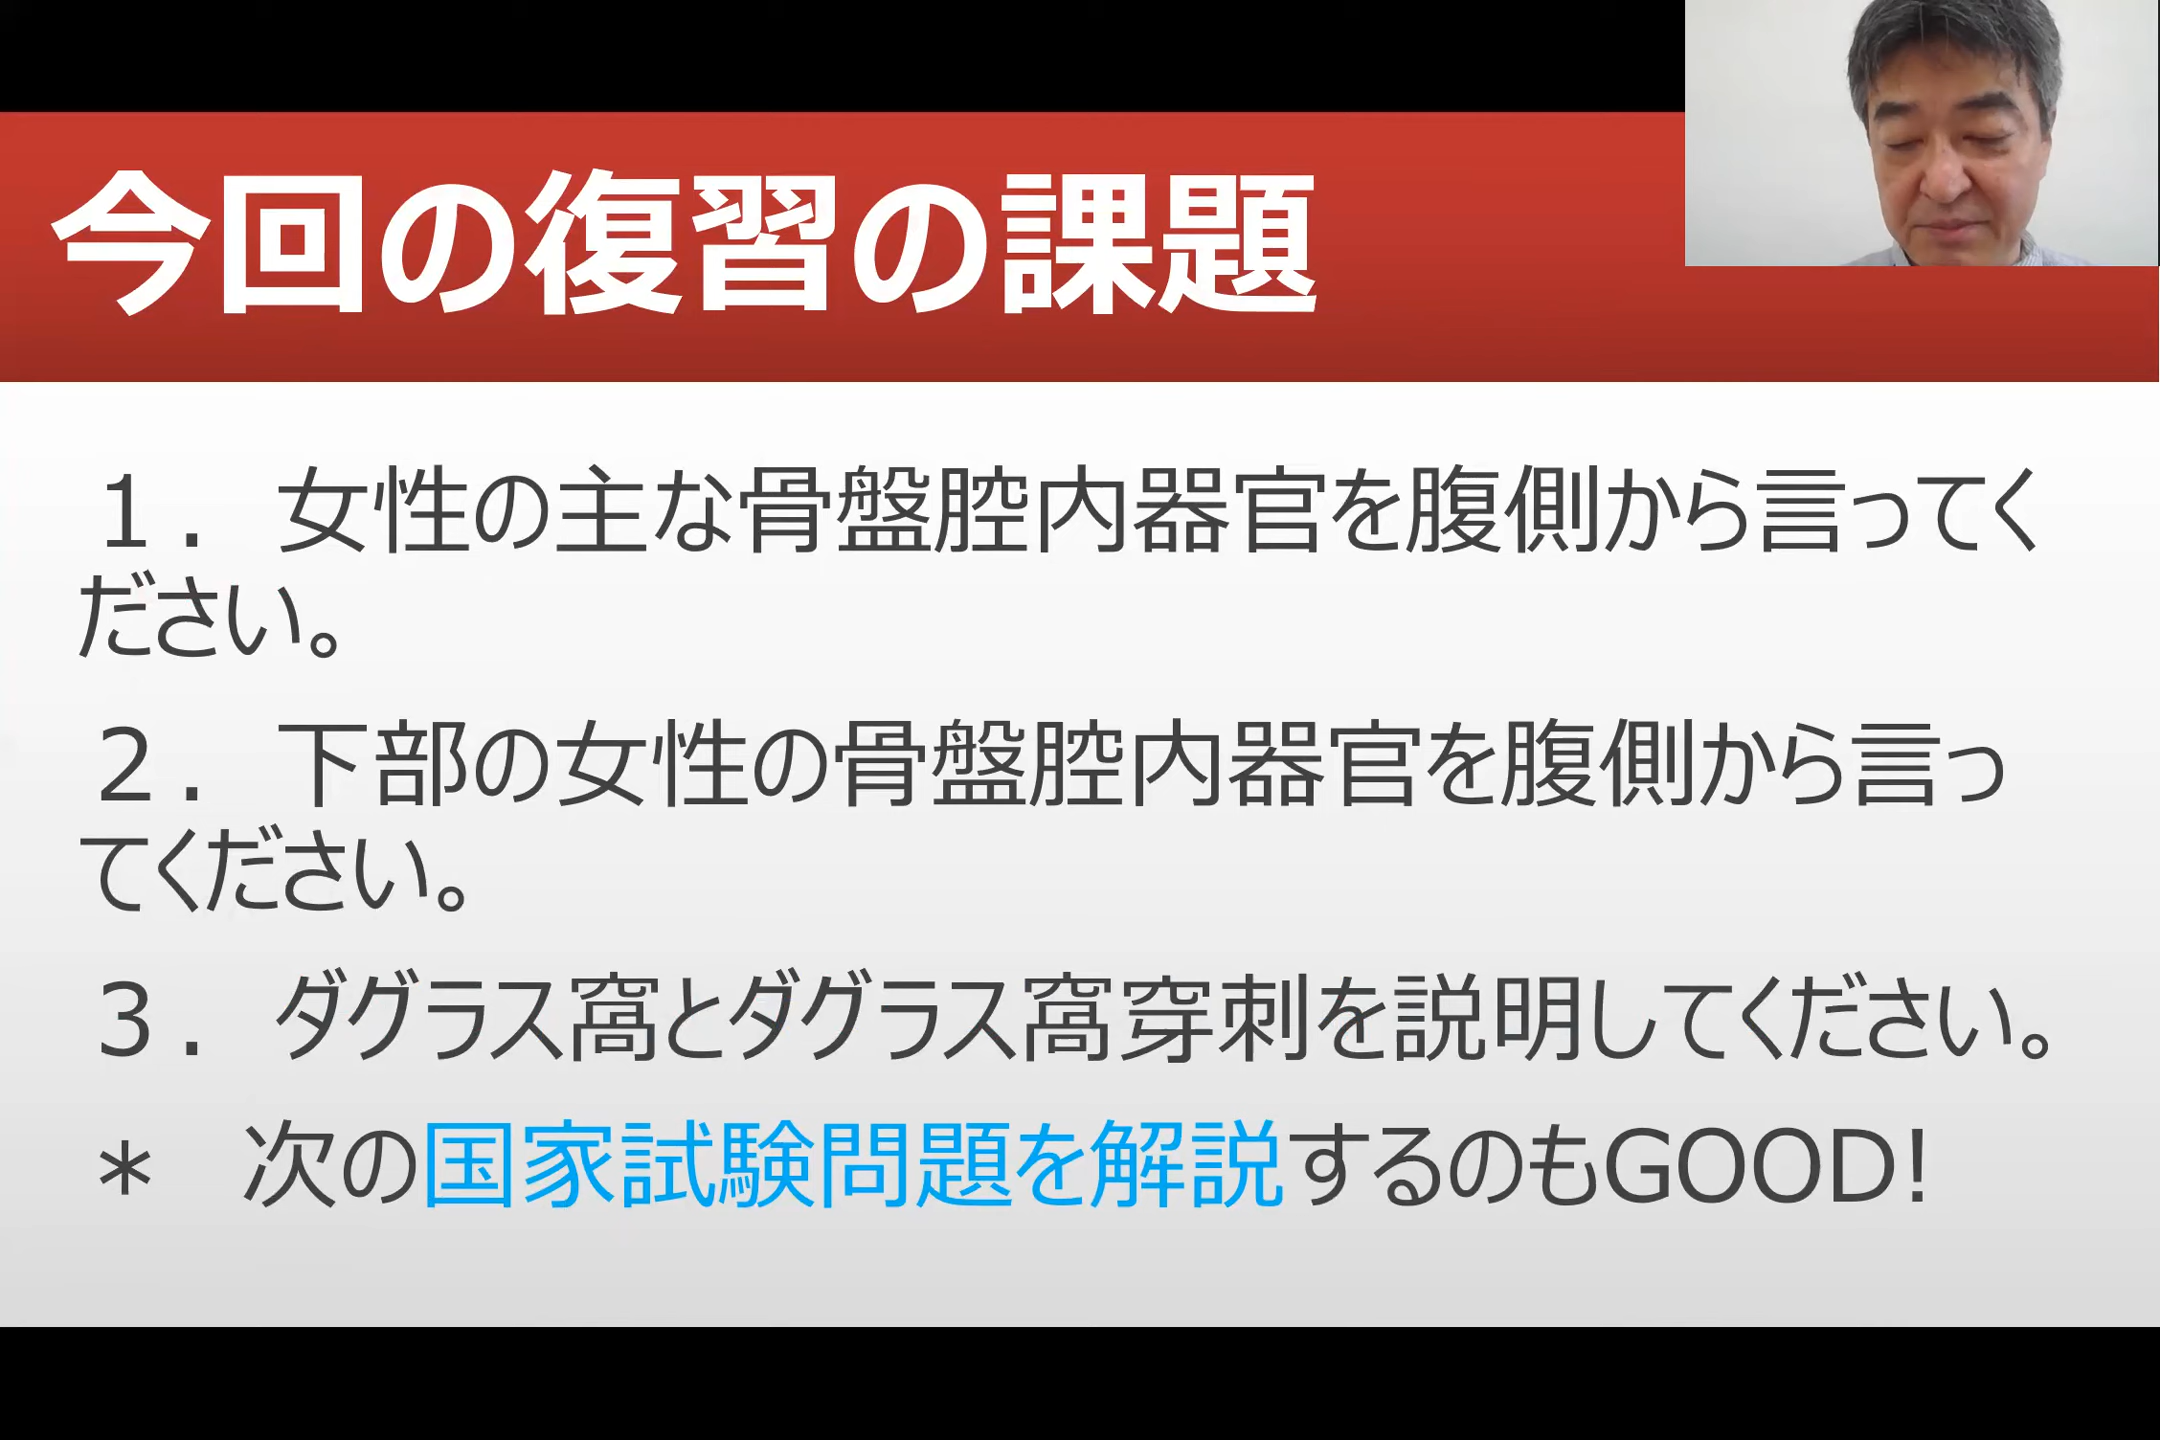 今回の復習の課題
１． 女性の主な骨盤腔内器官を腹側から言ってく
ださい。
２． 下部の女性の骨盤腔内器官を腹側から言っ
てください。
３． ダグラス窩とダグラス窩穿刺を説明してください。
＊ 次の国家試験問題を解説するのもGOOD!